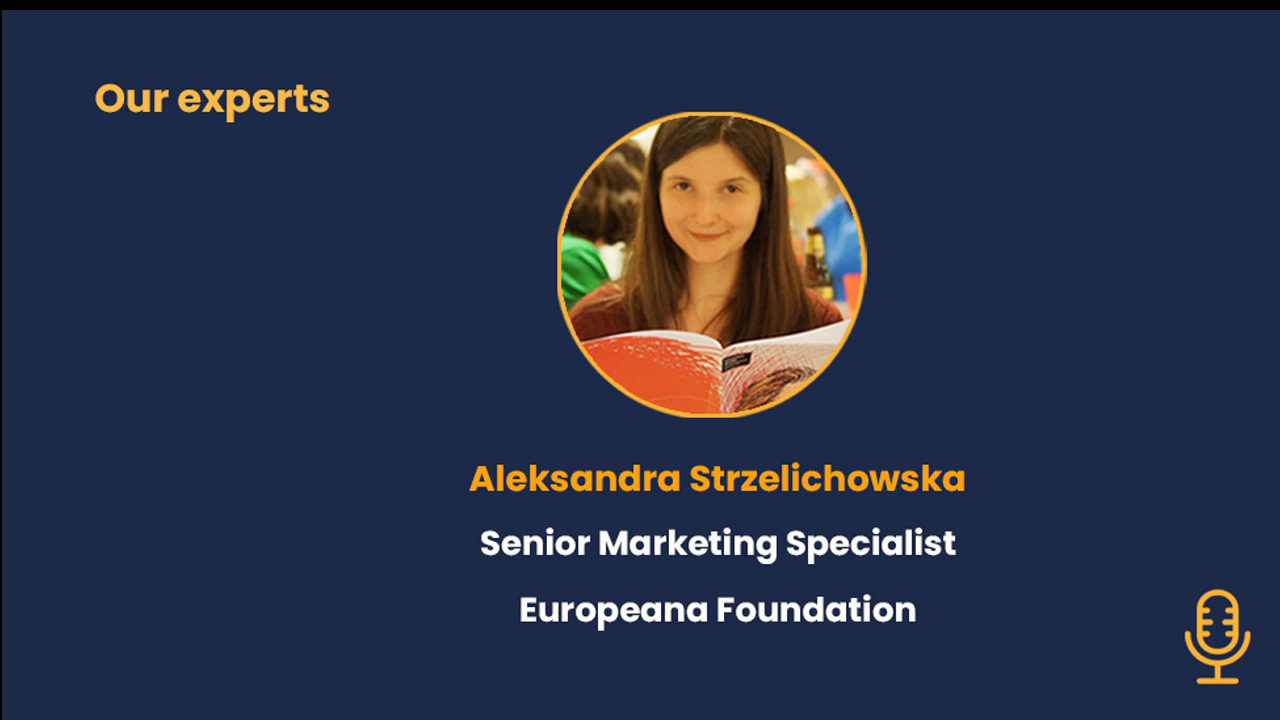 Our experts
Aleksandra Strzelichowska
Senior Marketing Specialist
Europeana Foundation